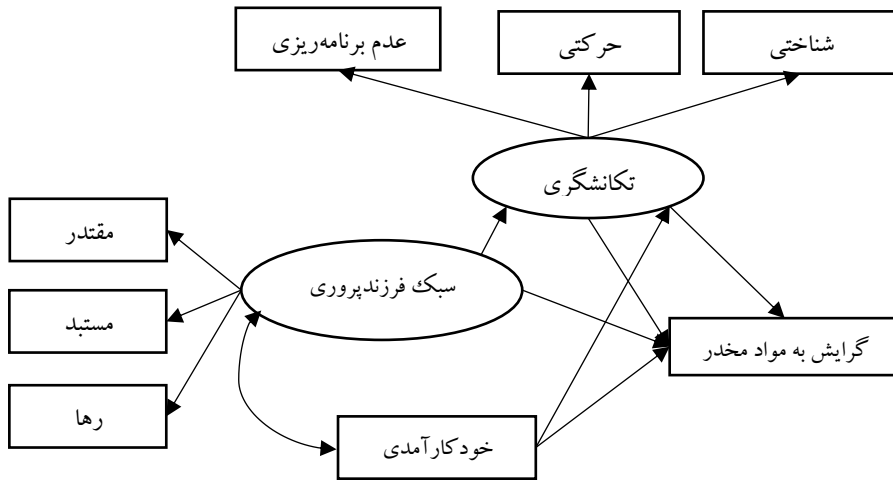 شناختی
حرکتی
عدم برنامه‌ریزی
تکانشگری
مقتدر
سبک فرزندپروری
مستبد
گرایش به مواد مخدر
رها
خودکارآمدی